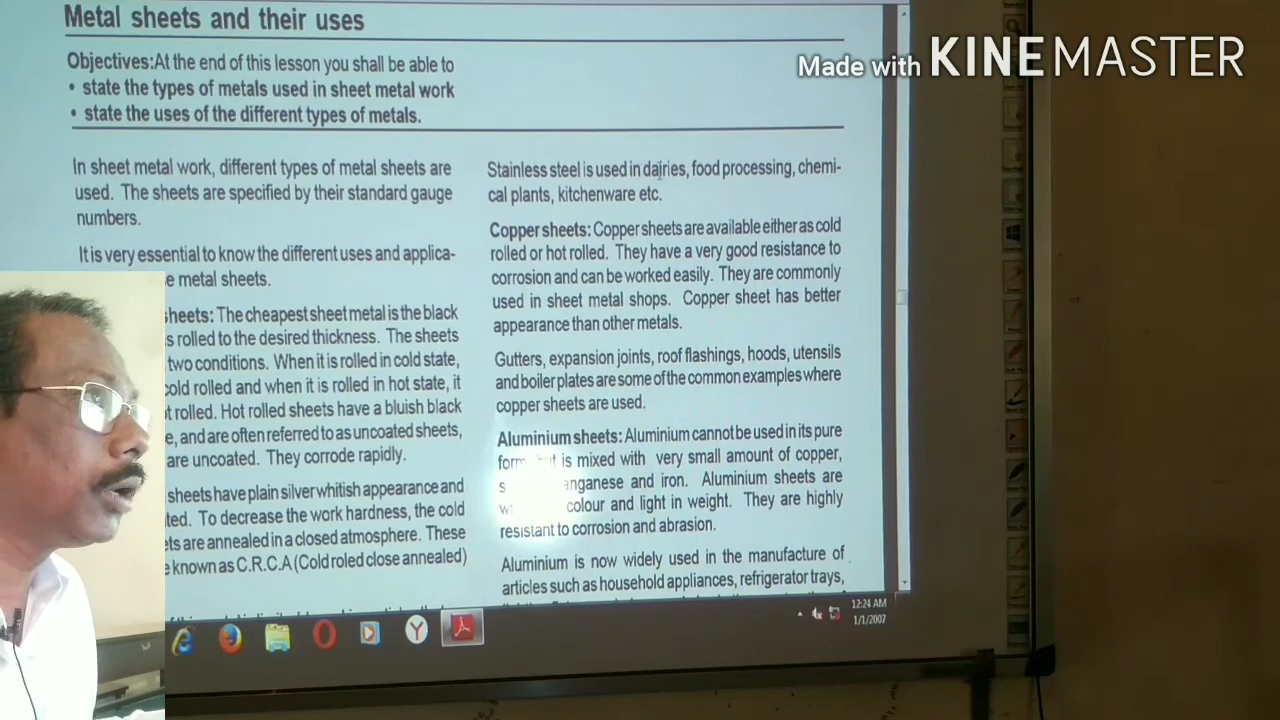 Metal sheets and their uses
Objectives:At the end of this lesson you shall be able to
• state the types of metals used in sheet metal work
• state the uses of the different types of metals.
In sheet metal work, different types of metal sheets are
used. The sheets are specified by their standard gauge
numbers.
It is very essential to know the different uses and applica-
e metal sheets.
heets: The cheapest sheet metal is the black
s rolled to the desired thickness. The sheets
two conditions. When it is rolled in cold state,
cold rolled and when it is rolled in hot state, it
t rolled. Hot rolled sheets have a bluish black
e, and are often referred to as uncoated sheets,
are uncoated. They corrode rapidly.
sheets have plain silver whitish appearance and
ted. To decrease the work hardness, the cold
ets are annealed in a closed atmosphere. These
e known as C.R.C.A (Cold roled close annealed)
Stainless steel is used in dairies, food processing, chemi-
cal plants, kitchenware etc.
Copper sheets: Copper sheets are available either as cold
rolled or hot rolled. They have a very good resistance to
corrosion and can be worked easily. They are commonly
used in sheet metal shops. Copper sheet has better
appearance than other metals.
Gutters, expansion joints, roof flashings, hoods, utensils
and boiler plates are some of the common examples where
copper sheets are used.
Aluminium sheets: Aluminium cannot be used in its pure
form, but is mixed with very small amount of copper,
s anganese and iron. Aluminium sheets are
colour and light in weight. They are highly
resistant to corrosion and abrasion.
Aluminium is now widely used in the manufacture of
articles such as household appliances, refrigerator trays,
Made with KINEMASTER
12:24 AM
1/1/2007